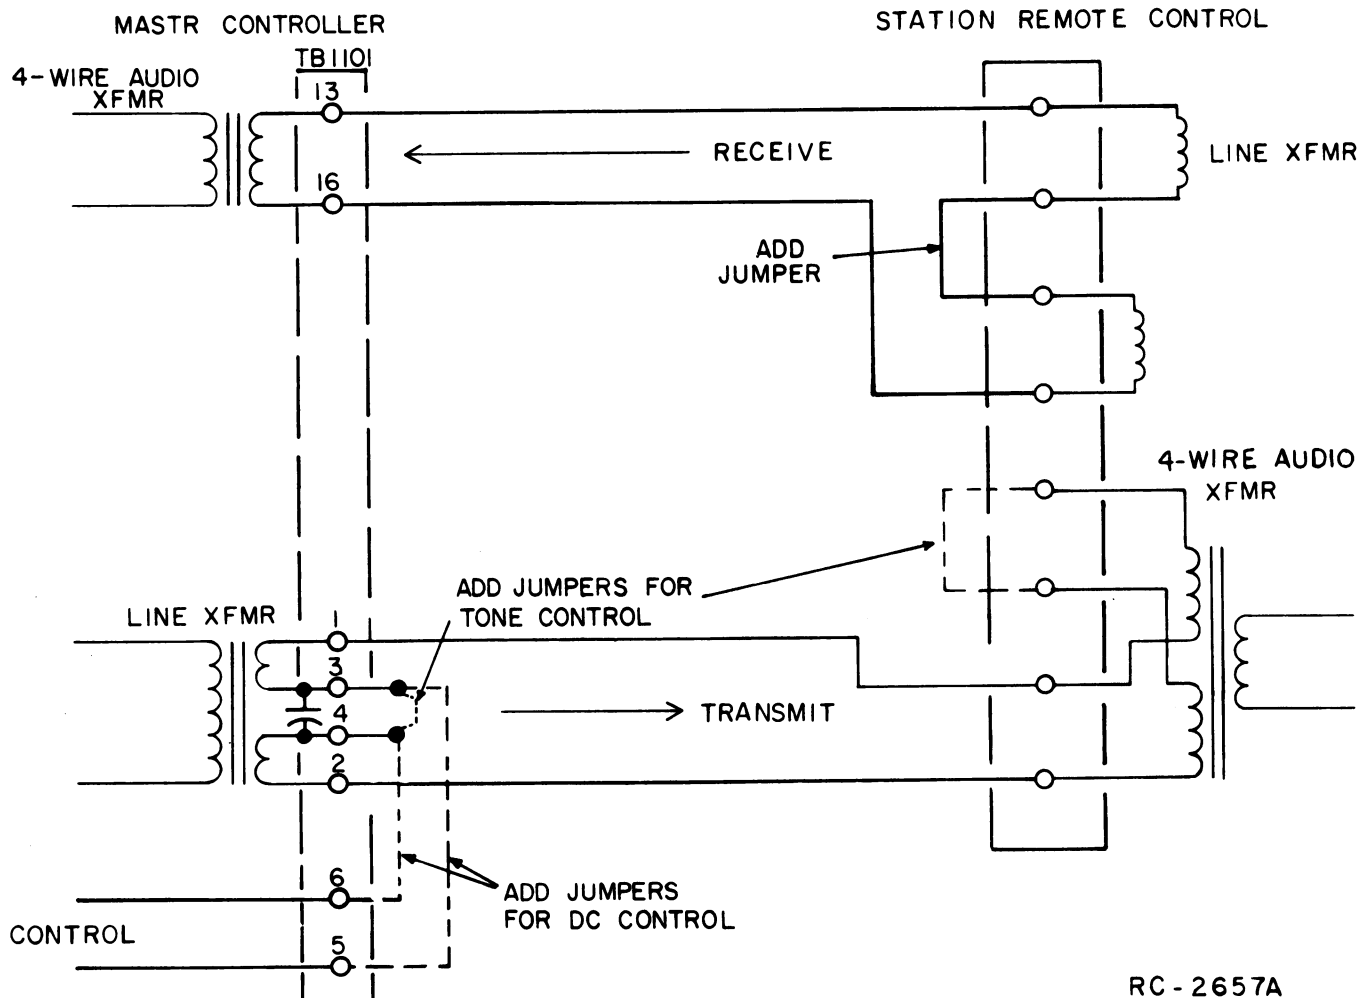 MASTR CONTROLLER
STATION REMOTE CONTROL
TB1101
4-WIRE AUDIO
XFMR
13
RECEIVE
LINE XFMR
16
ADD
JUMPER
4-WIRE AUDIO
XFMR
ADD JUMPERS FOR
TONE CONTROL
LINE XFMR
1
3
4
TRANSMIT
2
6
ADD JUMPERS
FOR DC CONTROL
CONTROL
5
RC-2657A